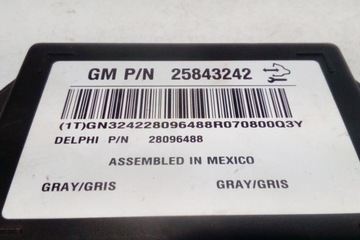 GM P/N 25843242
(1T)GN324228096488R070800Q3Y
DELPHI P/N 28096488
ASSEMBLED IN MEXICO
GRAY/GRIS GRAY/GRIS